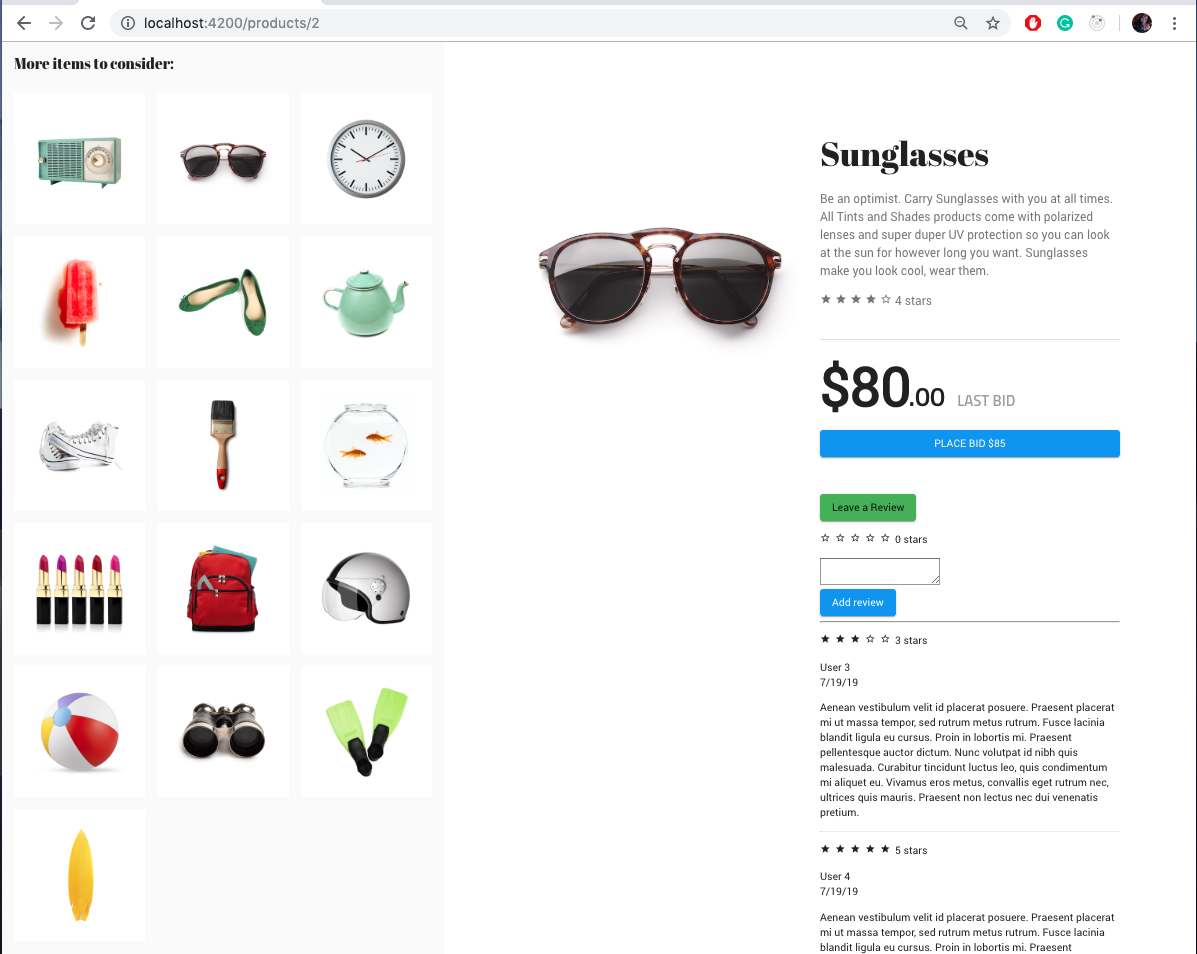 localhost:4200/products/2
More items to consider:
Sunglasses
Be an optimist. Carry Sunglasses with you at all times.
All Tints and Shades products come with polarized
lenses and super duper UV protection so you can look
at the sun for however long you want. Sunglasses
make you look cool, wear them.
4 stars
$80.00 LAST BID
PLACE BID $85
Leave a Review
0 stars
Add review
3 stars
User 3
7/19/19
Aenean vestibulum velit id placerat posuere. Praesent placerat
mi ut massa tempor, sed rutrum metus rutrum. Fusce lacinia
blandit ligula eu cursus. Proin in lobortis mi. Praesent
pellentesque auctor dictum. Nunc volutpat id nibh quis
malesuada. Curabitur tincidunt luctus leo, quis condimentum
mi aliquet eu. Vivamus eros metus, convallis eget rutrum nec,
ultrices quis mauris. Praesent non lectus nec dui venenatis
pretium.
5 stars
User 4
7/19/19
Aenean vestibulum velit id placerat posuere. Praesent placerat
mi ut massa tempor, sed rutrum metus rutrum. Fusce lacinia
blandit ligula eu cursus. Proin in lobortis mi. Praesent